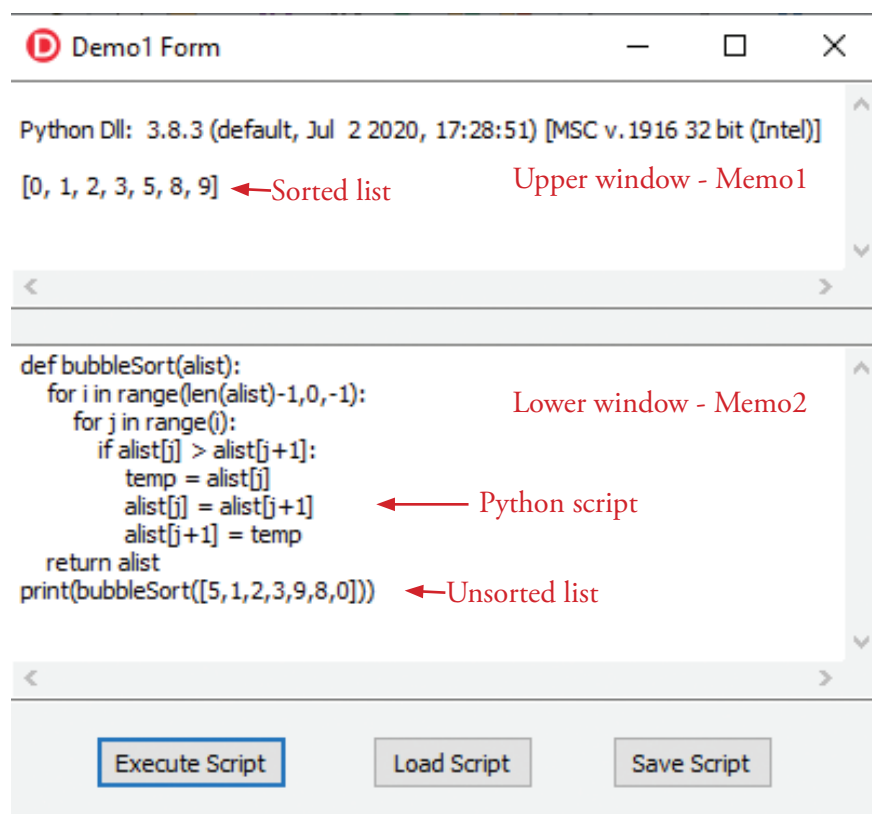 Demo1 Form
Python Dll:  3.8.3 (default, Jul  2 2020, 17:28:51) [MSC v.1916 32 bit (Intel)]
[0, 1, 2, 3, 5, 8, 9] Sorted list
Upper window - Memo1
def bubbleSort(alist):
    for i in range(len(alist)-1,0,-1):
Lower window - Memo2
        for j in range(i):
            if alist[j] > alist[j+1]:
                temp = alist[j]
                alist[j] = alist[j+1] Python script
                alist[j+1] = temp
    return alist
print(bubbleSort([5,1,2,3,9,8,0])) Unsorted list
Execute Script Load Script Save Script